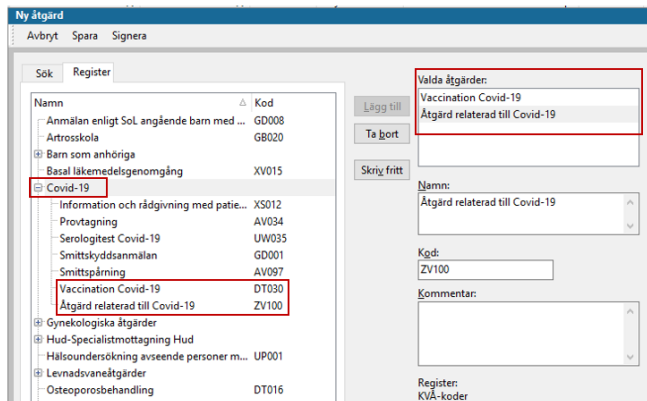 Ny åtgärd
Avbryt Spara Signera
Sök Register
Namn Kod
Anmälan enligt SoL angående barn med ... GD008
Artrosskola GB020
Barn som anhöriga
Basal läkemedelsgenomgång XV015
Covid-19
Information och rådgivning med patie... XS012
Provtagning AV034
Serologitest Covid-19 UW035
Smittskyddsanmälan GD001
Smittspårning AV097
Vaccination Covid-19 DT030
Åtgärd relaterad till Covid-19 ZV100
Gynekologiska åtgärder
Hud-Specialistmottagning Hud
Hälsoundersökning avseende personer m... UP001
Levnadsvaneåtgärder
Osteoporosbehandling DT016
Lägg till
Ta bort
Skriv fritt
Valda åtgärder:
Vaccination Covid-19
Åtgärd relaterad till Covid-19
Namn:
Åtgärd relaterad till Covid-19
Kod:
ZV100
Kommentar:
Register:
KVÅ-koder